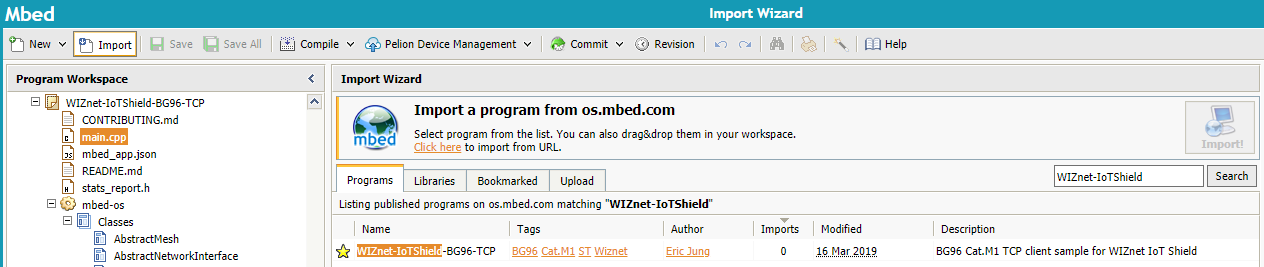 Mbed
Import Wizard
New Import Save Save All Compile Pelion Device Management Commit Revision Help
Program Workspace
WIZnet-IoTShield-BG96-TCP
CONTRIBUTING.md
main.cpp
mbed_app.json
README.md
stats_report.h
mbed-os
Classes
AbstractMesh
AbstractNetworkInterface
Import Wizard
mbed
Import a program from os.mbed.com
Select program from the list. You can also drag&drop them in your workspace.
Click here to import from URL.
Import!
Programs Libraries Bookmarked Upload
WIZnet-IoTShield Search
Listing published programs on os.mbed.com matching "WIZnet-IoTShield"
Name Tags Author Imports Modified Description
WIZnet-IoTShield-BG96-TCP BG96 Cat.M1 ST Wiznet Eric Jung 0 16 Mar 2019 BG96 Cat.M1 TCP client sample for WIZnet IoT Shield